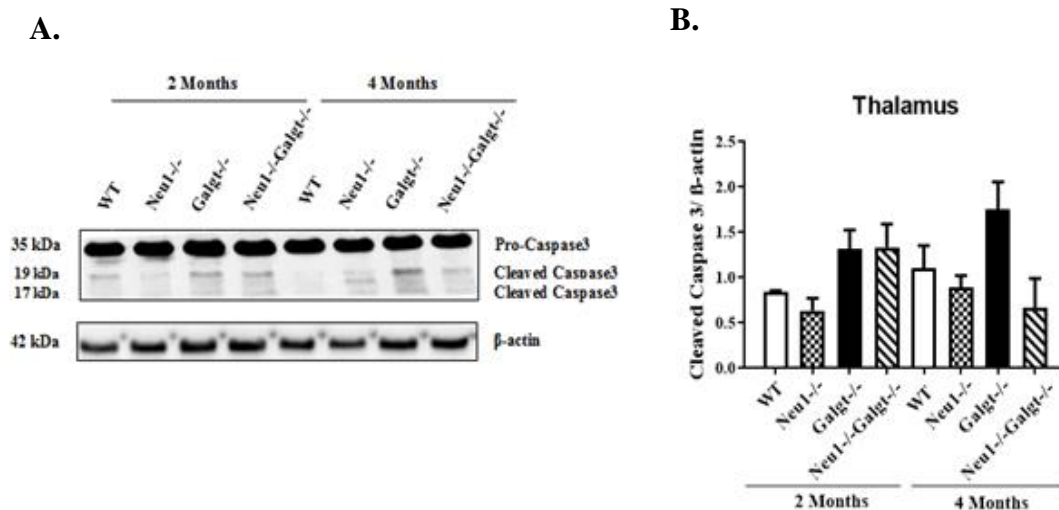 A.
2 Months 4 Months
WT Neu1-/- Galgt-/- Neu1-/-Galgt-/- WT Neu1-/- Galgt-/- Neu1-/-Galgt-/-
35 kDa Pro-Caspase3
19 kDa Cleaved Caspase3
17 kDa Cleaved Caspase3
42 kDa β-actin
B.
Thalamus
Cleaved Caspase 3/ ß-actin
2.5
2.0
1.5
1.0
0.5
0.0
WT Neu1-/- Galgt-/- Neu1-/-Galgt-/- WT Neu1-/- Galgt-/- Neu1-/-Galgt-/-
2 Months 4 Months